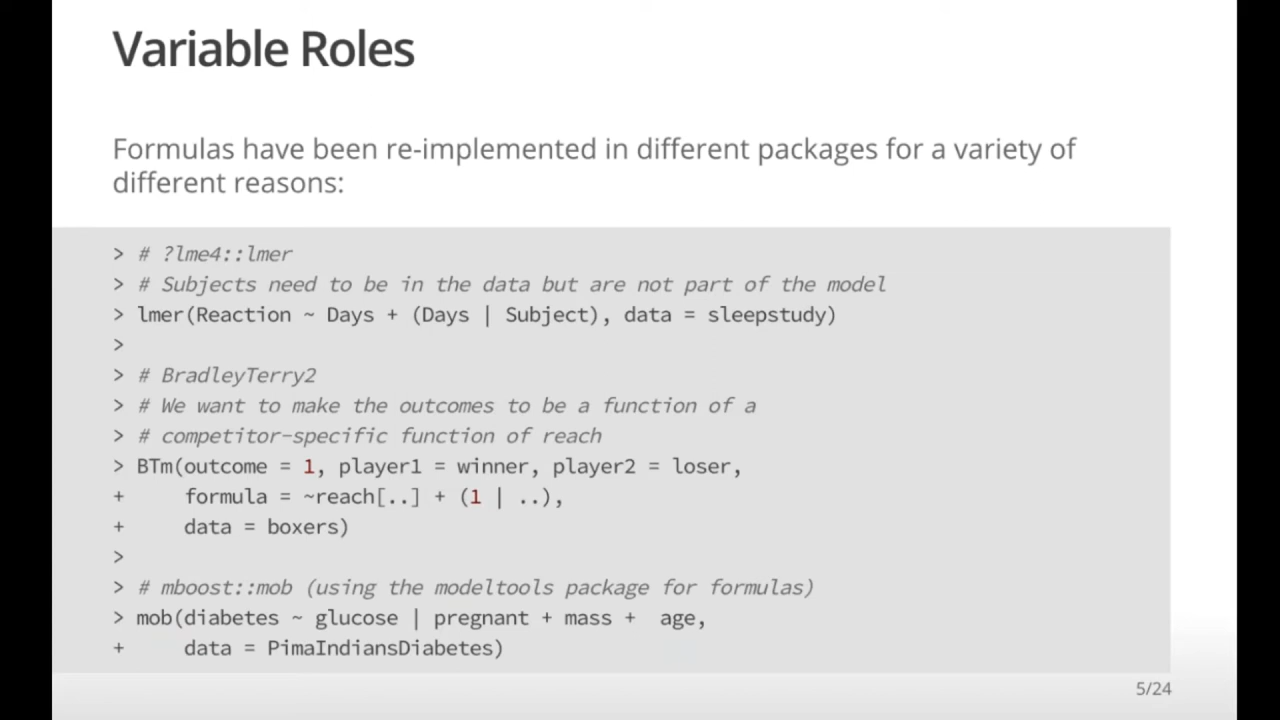 Variable Roles
Formulas have been re-implemented in different packages for a variety of
different reasons:
> # ?lme4::lmer
> # Subjects need to be in the data but are not part of the model
> lmer(Reaction ~ Days + (Days | Subject), data = sleepstudy)
>
> # BradleyTerry2
> # We want to make the outcomes to be a function of a
> # competitor-specific function of reach
> BTm(outcome = 1, player1 = winner, player2 = loser,
+     formula = ~reach[..] + (1 | ..),
+     data = boxers)
>
> # mboost::mob (using the modeltools package for formulas)
> mob(diabetes ~ glucose | pregnant + mass +  age,
+     data = PimaIndiansDiabetes)
5/24